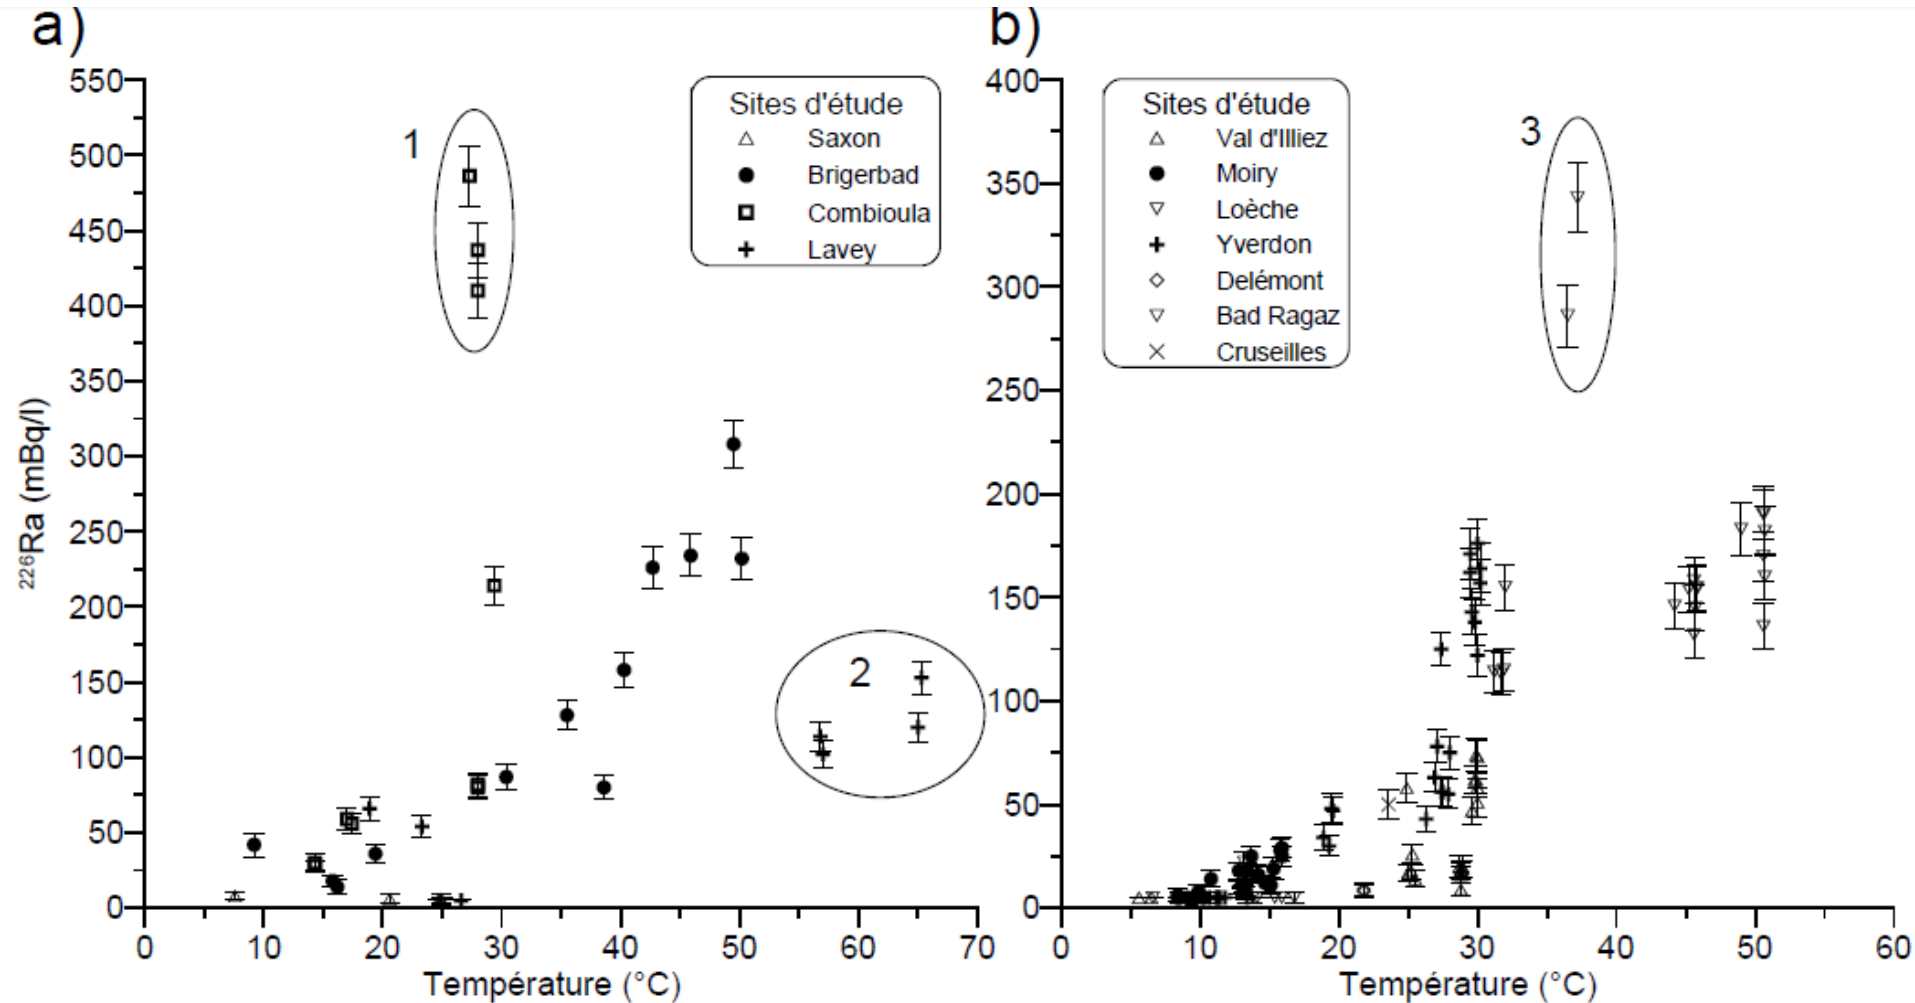 a)
550
500
450
400
350
300
250
200
150
100
50
0
²²⁶Ra (mBq/l)
1
2
Sites d'étude
Saxon
Brigerbad
Combioula
Lavey
0 10 20 30 40 50 60 70
Température (°C)
b)
400
350
300
250
200
150
100
50
0
3
Sites d'étude
Val d'Illiez
Moiry
Loèche
Yverdon
Delémont
Bad Ragaz
Cruseilles
0 10 20 30 40 50 60
Température (°C)